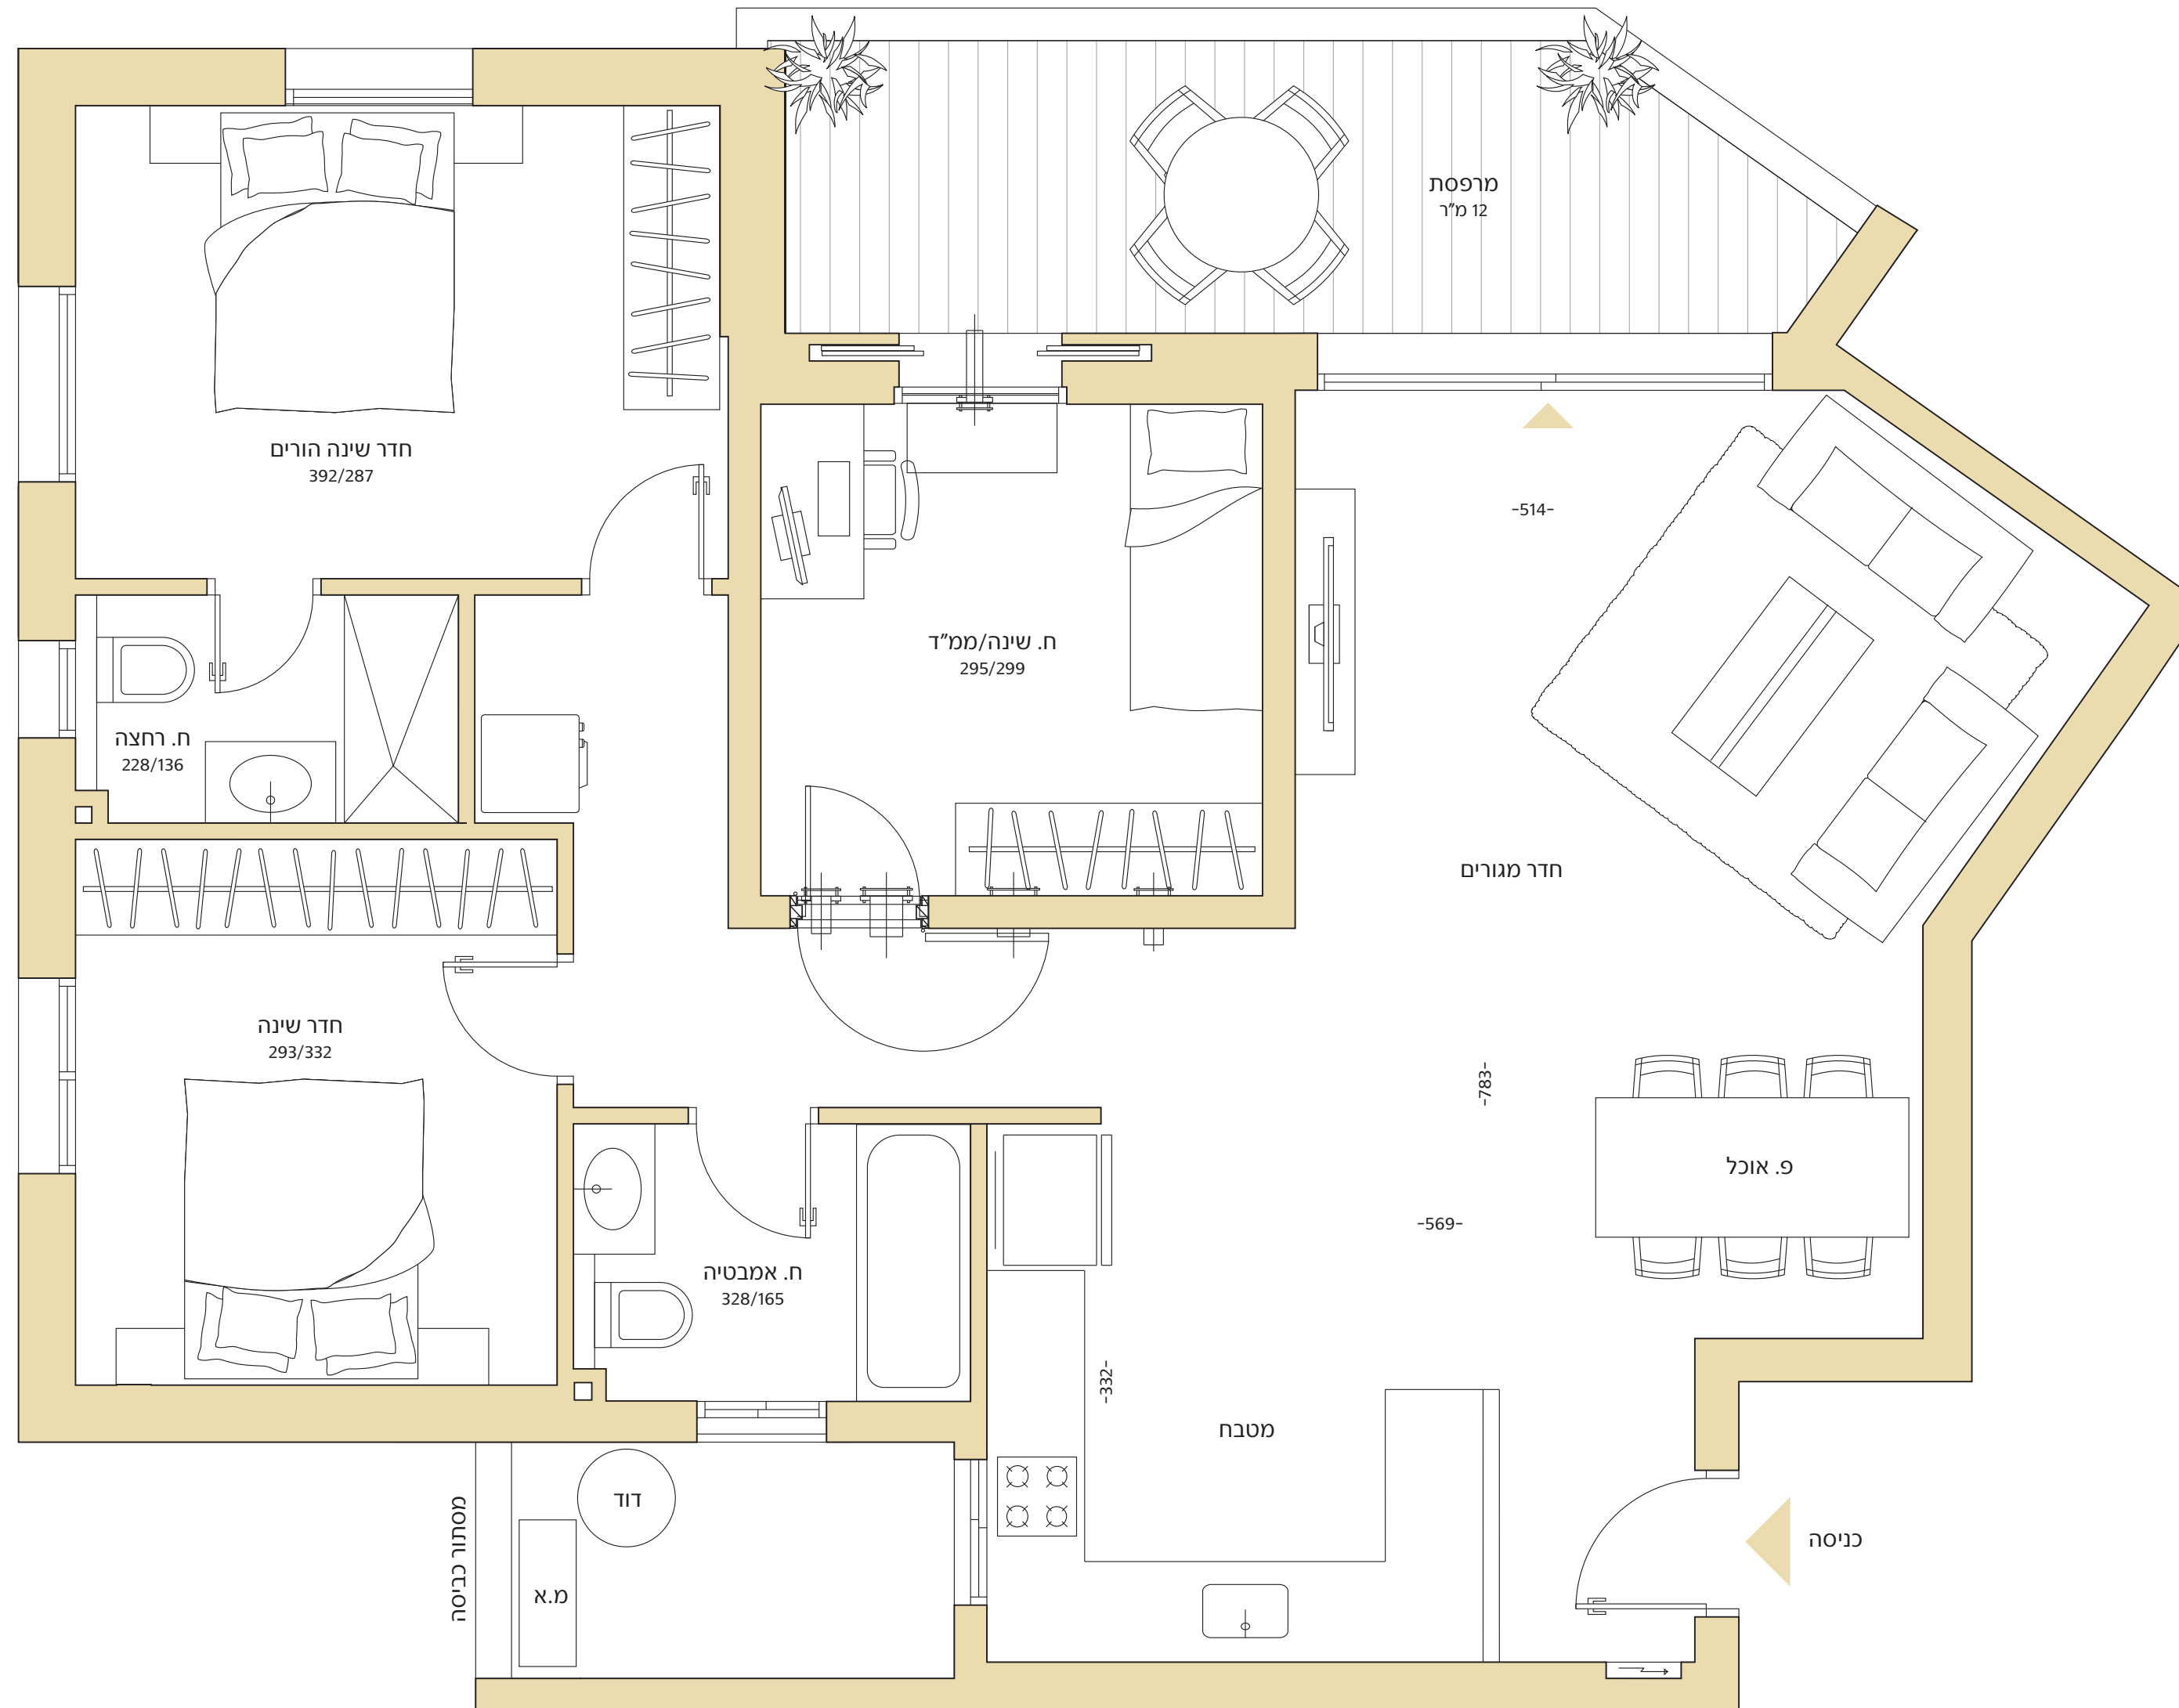 מרפסת
12 מ״ר
חדר שינה הורים
392/287
-514-
ח. שינה/ממ״ד
295/299
ח. רחצה
228/136
חדר מגורים
חדר שינה
293/332
-783-
פ. אוכל
-569-
ח. אמבטיה
328/165
-332-
מטבח
דוד
מסתור כביסה
מ.א
כניסה